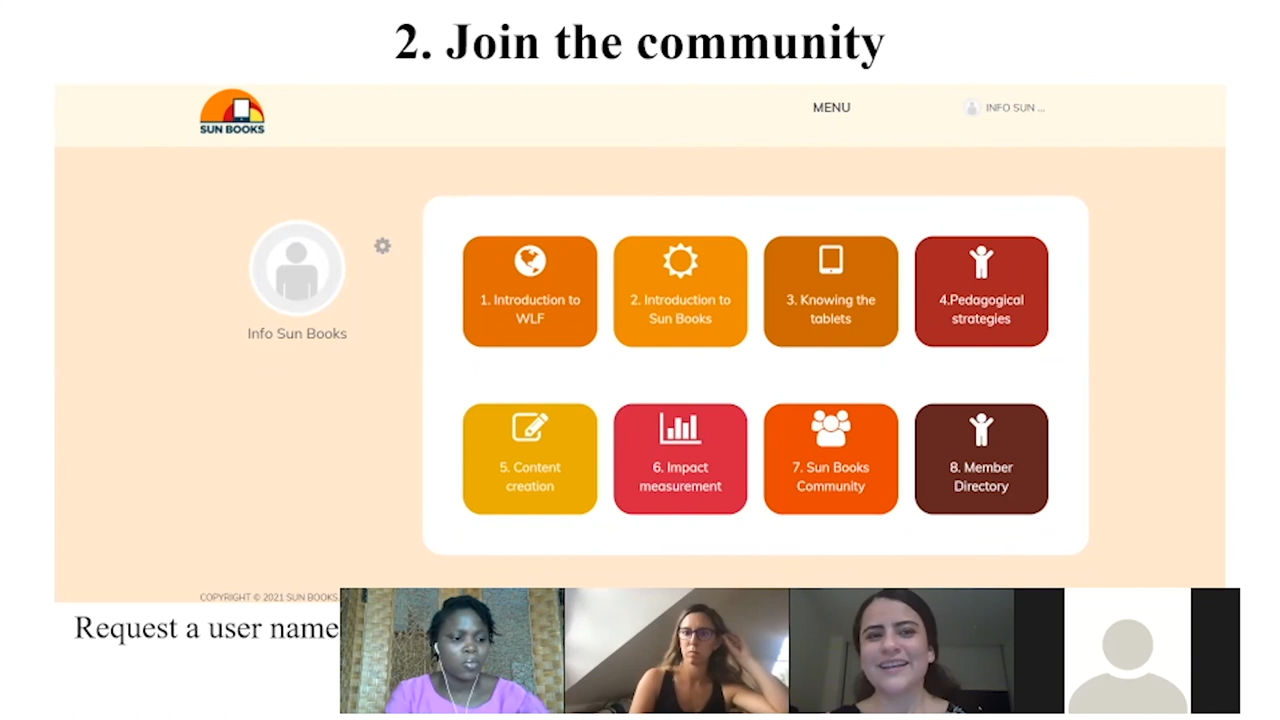 2. Join the community
SUN BOOKS
MENU
INFO SUN ...
Info Sun Books
1. Introduction to
WLF
2. Introduction to
Sun Books
3. Knowing the
tablets
4.Pedagogical
strategies
5. Content
creation
6. Impact
measurement
7. Sun Books
Community
8. Member
Directory
COPYRIGHT © 2021 SUN BOOKS.
Request a user name